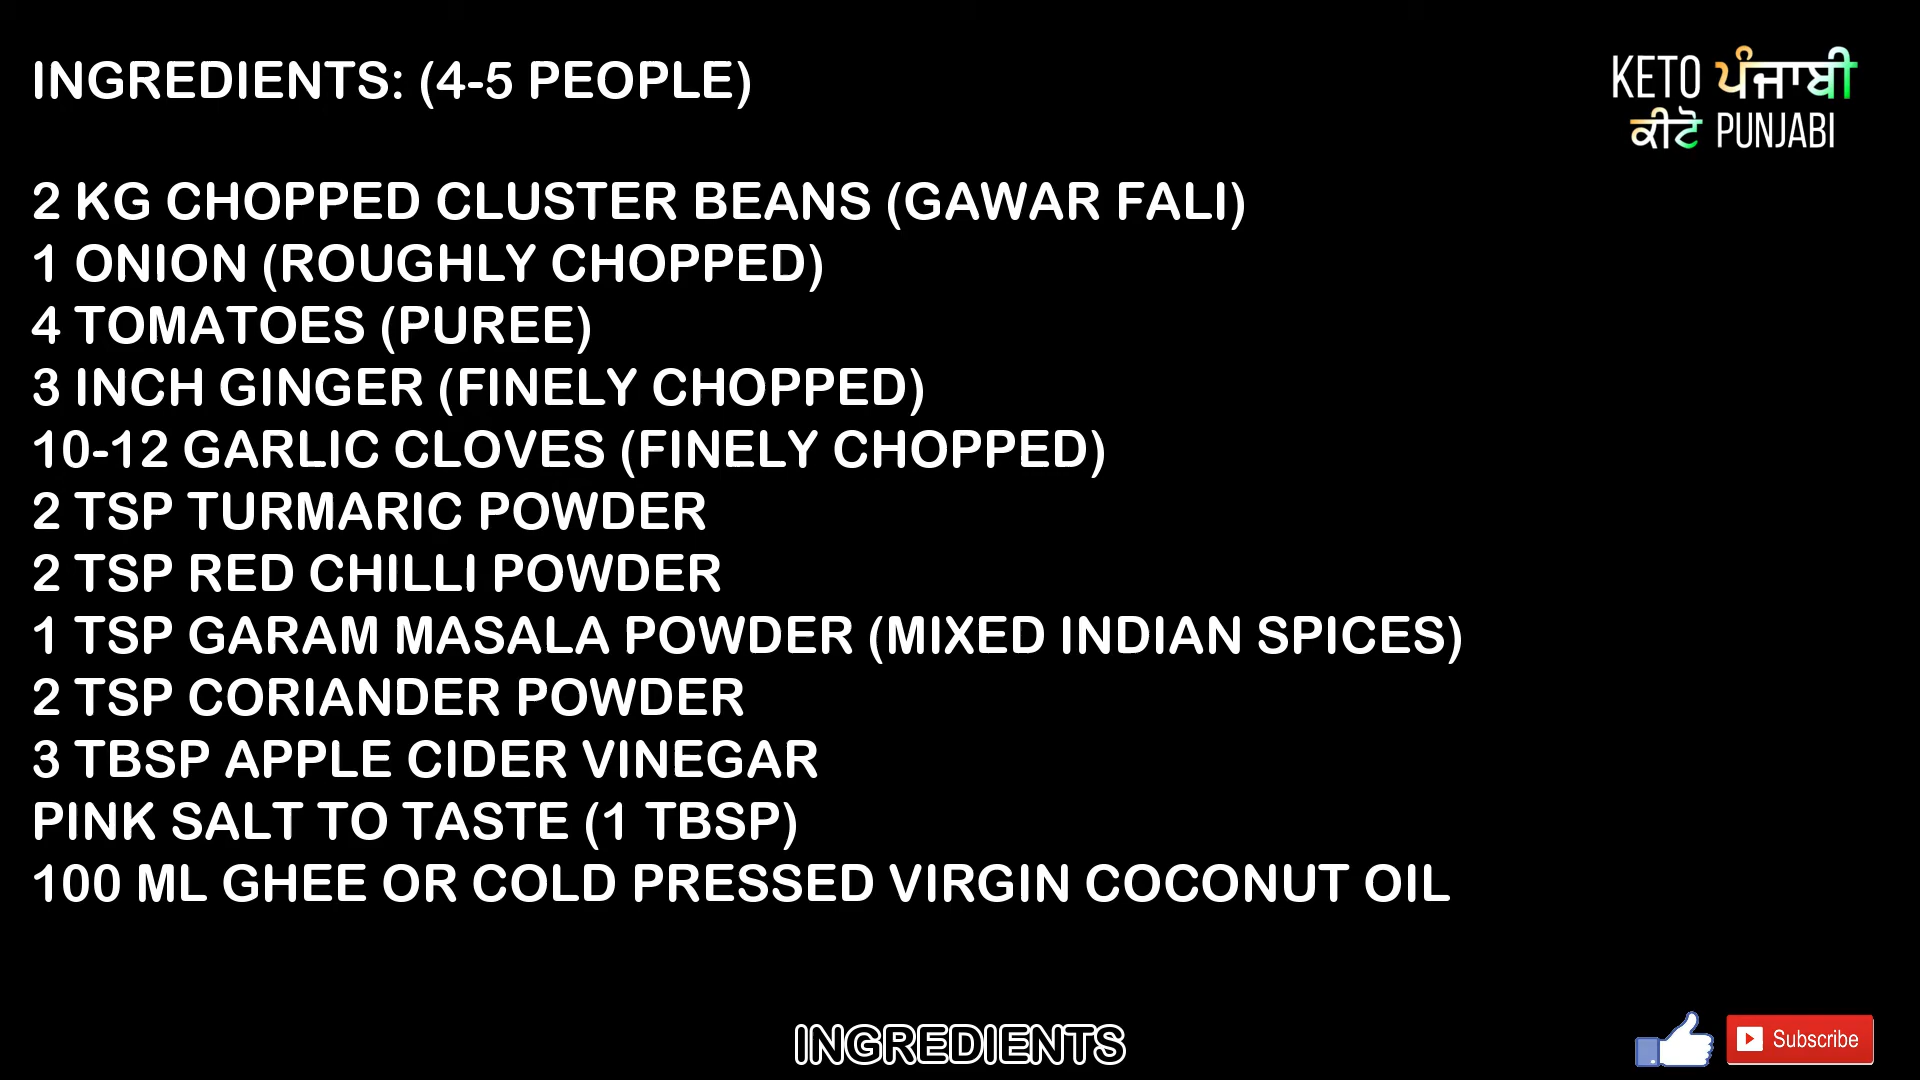 INGREDIENTS: (4-5 PEOPLE)
KETO ਪੰਜਾਬੀ
ਕੀਟੋ PUNJABI
2 KG CHOPPED CLUSTER BEANS (GAWAR FALI)
1 ONION (ROUGHLY CHOPPED)
4 TOMATOES (PUREE)
3 INCH GINGER (FINELY CHOPPED)
10-12 GARLIC CLOVES (FINELY CHOPPED)
2 TSP TURMARIC POWDER
2 TSP RED CHILLI POWDER
1 TSP GARAM MASALA POWDER (MIXED INDIAN SPICES)
2 TSP CORIANDER POWDER
3 TBSP APPLE CIDER VINEGAR
PINK SALT TO TASTE (1 TBSP)
100 ML GHEE OR COLD PRESSED VIRGIN COCONUT OIL
INGREDIENTS
Subscribe